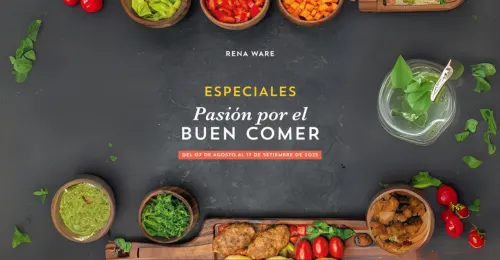 RENA WARE
ESPECIALES
Pasión por el
BUEN COMER
DEL 07 DE AGOSTO AL 17 DE SETIEMBRE DE 2025